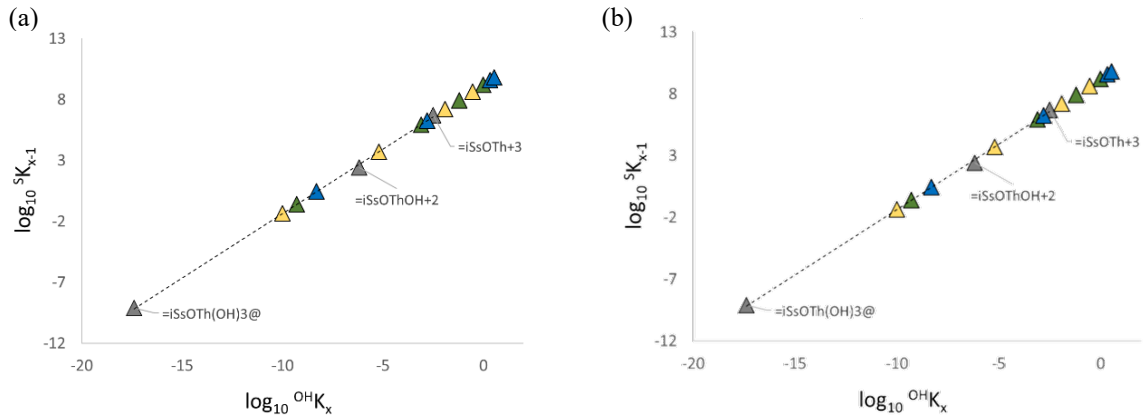 (a)
13
8
3
-2
-7
-12
log10 SKx-1
=iSsOTh+3
=iSsOThOH+2
=iSsOTh(OH)3@
-20
-15
-10
-5
0
log10 OHKx
(b)
13
8
3
-2
-7
-12
log10 SKx-1
=iSsOTh+3
=iSsOThOH+2
=iSsOTh(OH)3@
-20
-15
-10
-5
0
log10 OHKx